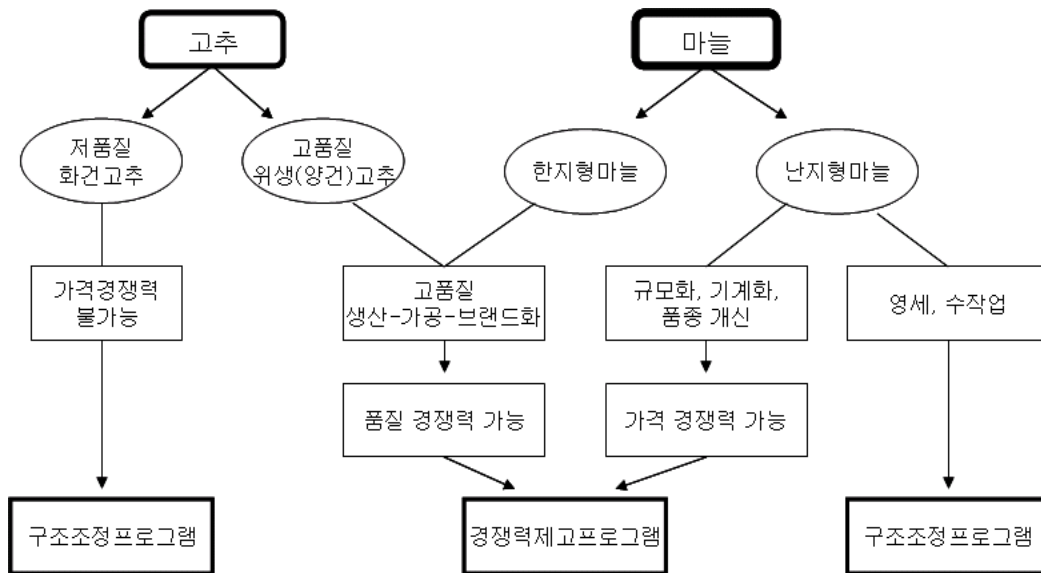 고추
마늘
저품질
화건고추
고품질
위생(양건)고추
한지형마늘
난지형마늘
가격경쟁력
불가능
고품질
생산-가공-브랜드화
규모화, 기계화,
품종 개신
영세, 수작업
품질 경쟁력 가능
가격 경쟁력 가능
구조조정프로그램
경쟁력제고프로그램
구조조정프로그램